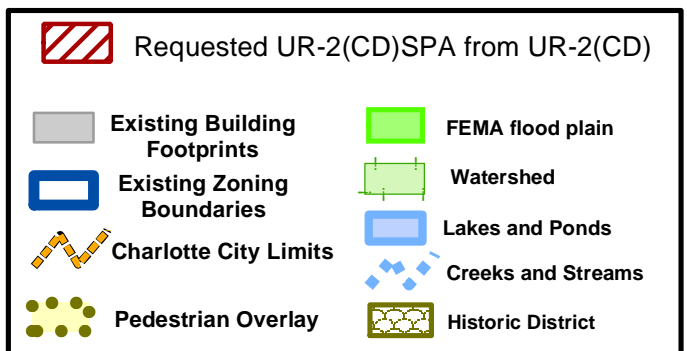 Requested UR-2(CD)SPA from UR-2(CD)
Existing Building
Footprints
Existing Zoning
Boundaries
Charlotte City Limits
Pedestrian Overlay
FEMA flood plain
Watershed
Lakes and Ponds
Creeks and Streams
Historic District